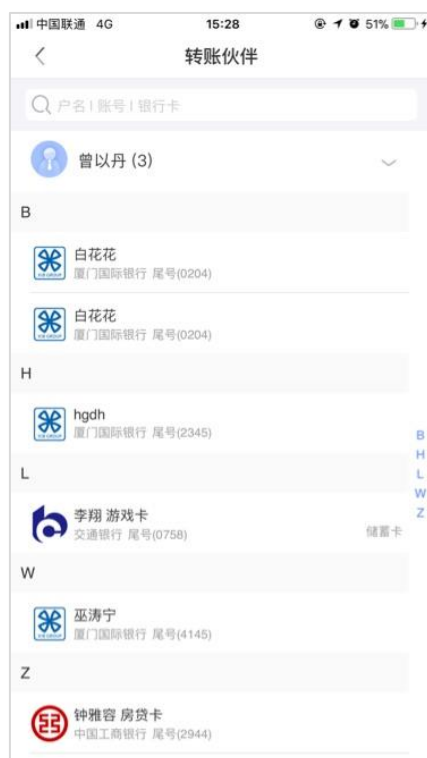 中国联通 4G 15:28 51%
转账伙伴
户名 | 账号 | 银行卡
曾以丹 (3)
B
白花花
厦门国际银行 尾号(0204)
白花花
厦门国际银行 尾号(0204)
H
hgdh
厦门国际银行 尾号(2345)
L
李翔 游戏卡
交通银行 尾号(0758)
储蓄卡
W
巫涛宁
厦门国际银行 尾号(4145)
Z
钟雅容 房贷卡
中国工商银行 尾号(2944)
B
H
L
W
Z